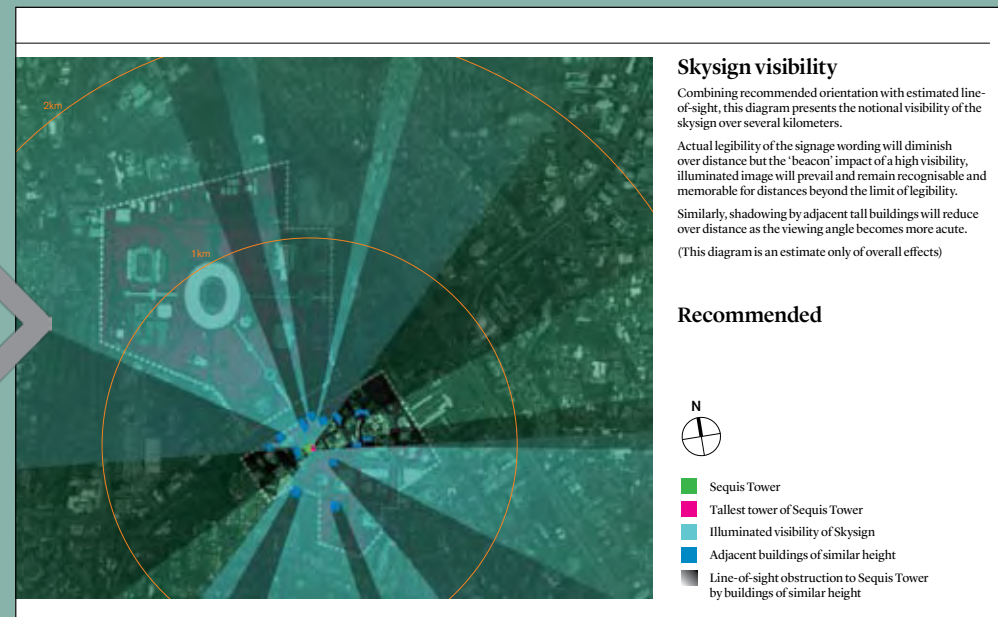 Skysign visibility
Combining recommended orientation with estimated line-
of-sight, this diagram presents the notional visibility of the
skysign over several kilometers.
Actual legibility of the signage wording will diminish
over distance but the ‘beacon’ impact of a high visibility,
illuminated image will prevail and remain recognisable and
memorable for distances beyond the limit of legibility.
Similarly, shadowing by adjacent tall buildings will reduce
over distance as the viewing angle becomes more acute.
(This diagram is an estimate only of overall effects)
Recommended
2km
1km
N
Sequis Tower
Tallest tower of Sequis Tower
Illuminated visibility of Skysign
Adjacent buildings of similar height
Line-of-sight obstruction to Sequis Tower
by buildings of similar height